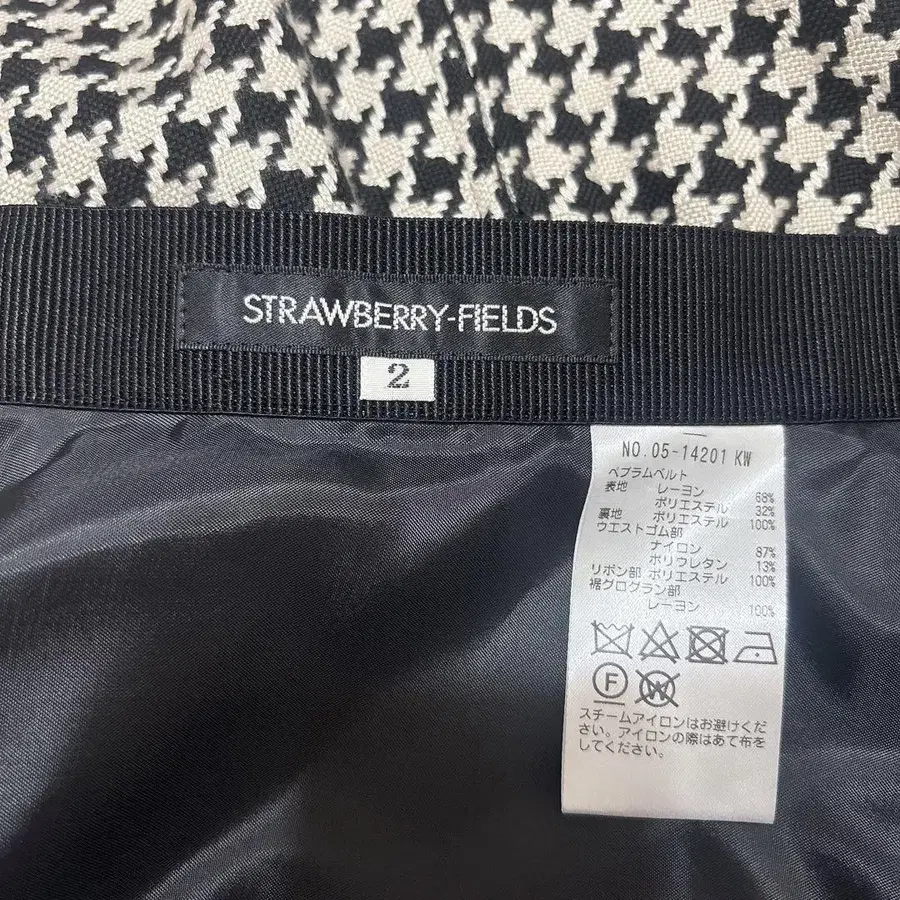 STRAWBERRY-FIELDS
2
NO.05-14201 KW
ペプラムベルト
表地 レーヨン 68%
ポリエステル 32%
裏地 ポリエステル 100%
ウエストゴム部
ナイロン 87%
ポリウレタン 13%
リボン部 ポリエステル 100%
裾グログラン部
レーヨン 100%
F W
スチームアイロンはお避けくだ
さい。アイロンの際はあて布を
してください。